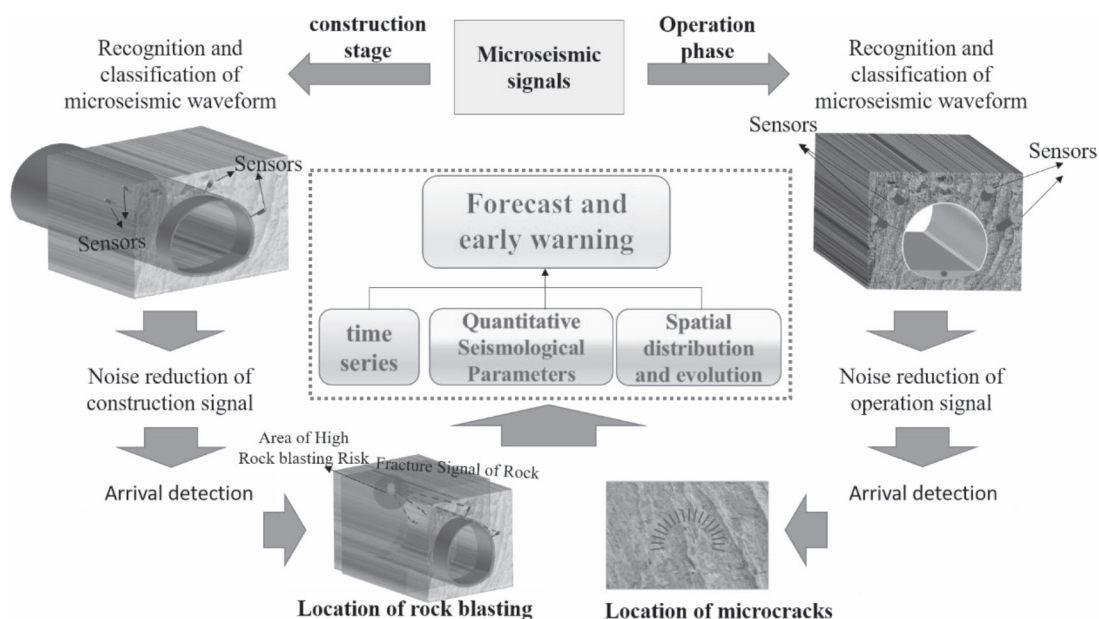 construction
stage
Microseismic
signals
Operation
phase
Recognition and
classification of
microseismic waveform
Recognition and
classification of
microseismic waveform
Sensors
Sensors
Sensors
Sensors
Forecast and
early warning
time
series
Quantitative
Seismological
Parameters
Spatial
distribution
and evolution
Noise reduction of
construction signal
Noise reduction of
operation signal
Area of High
Rock blasting Risk
Fracture Signal of Rock
Arrival detection
Arrival detection
Location of rock blasting
Location of microcracks